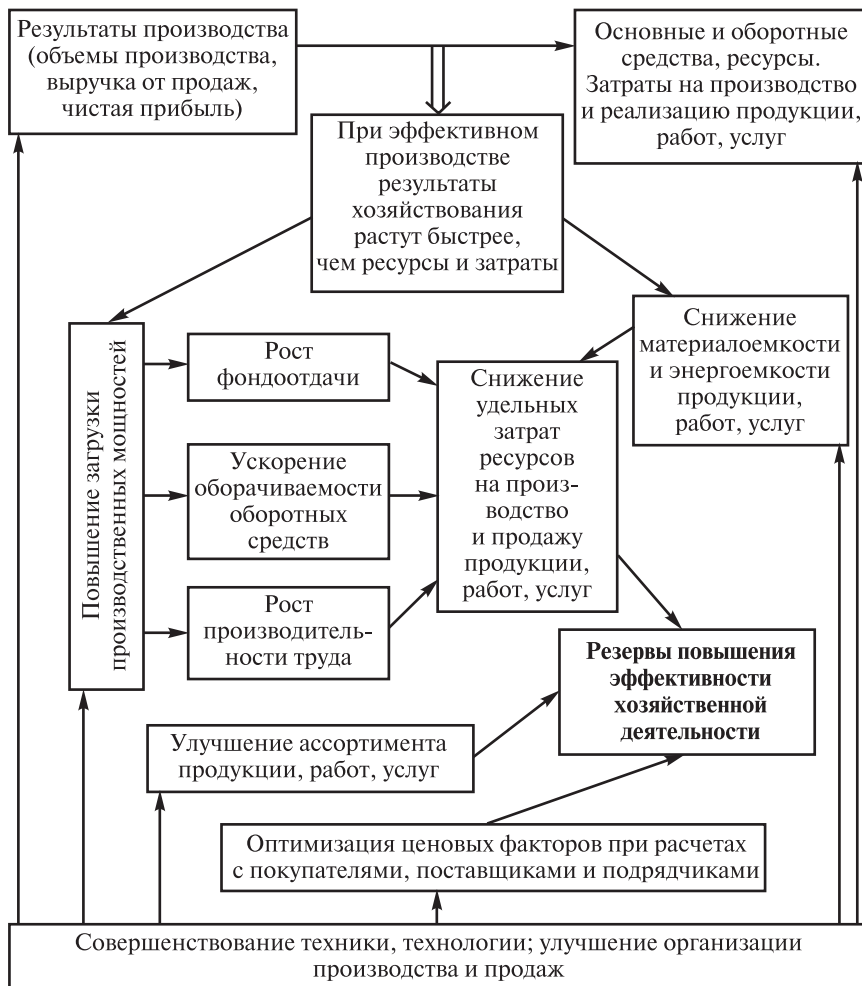 Результаты производства
(объемы производства,
выручка от продаж,
чистая прибыль)
Основные и оборотные
средства, ресурсы.
Затраты на производство
и реализацию продукции,
работ, услуг
При эффективном
производстве
результаты
хозяйствования
растут быстрее,
чем ресурсы и затраты
Повышение загрузки
производственных мощностей
Рост
фондоотдачи
Ускорение
оборачиваемости
оборотных
средств
Рост
производитель-
ности труда
Снижение
удельных
затрат
ресурсов
на произ-
водство
и продажу
продукции,
работ, услуг
Снижение
материалоемкости
и энергоемкости
продукции,
работ, услуг
Резервы повышения
эффективности
хозяйственной
деятельности
Улучшение ассортимента
продукции, работ, услуг
Оптимизация ценовых факторов при расчетах
с покупателями, поставщиками и подрядчиками
Совершенствование техники, технологии; улучшение организации
производства и продаж